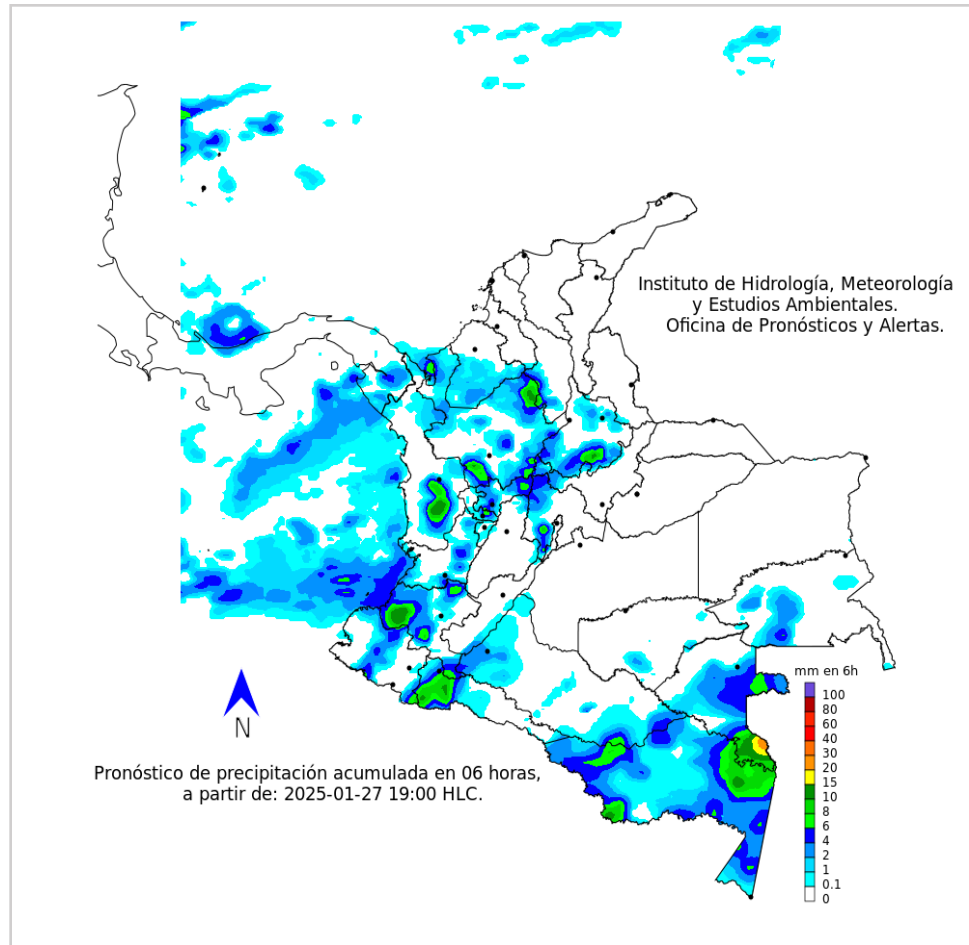 Instituto de Hidrología, Meteorología
y Estudios Ambientales.
Oficina de Pronósticos y Alertas.
mm en 6h
100
80
60
40
30
20
15
10
8
6
4
2
1
0.1
0
N
Pronóstico de precipitación acumulada en 06 horas,
a partir de: 2025-01-27 19:00 HLC.